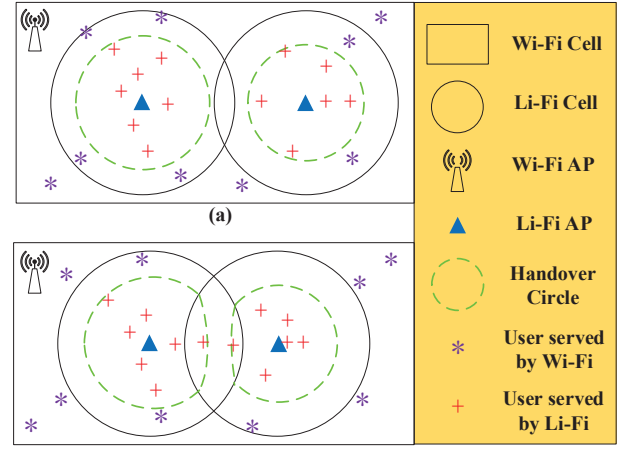 (a)
Wi-Fi Cell
Li-Fi Cell
Wi-Fi AP
Li-Fi AP
Handover
Circle
User served
by Wi-Fi
User served
by Li-Fi